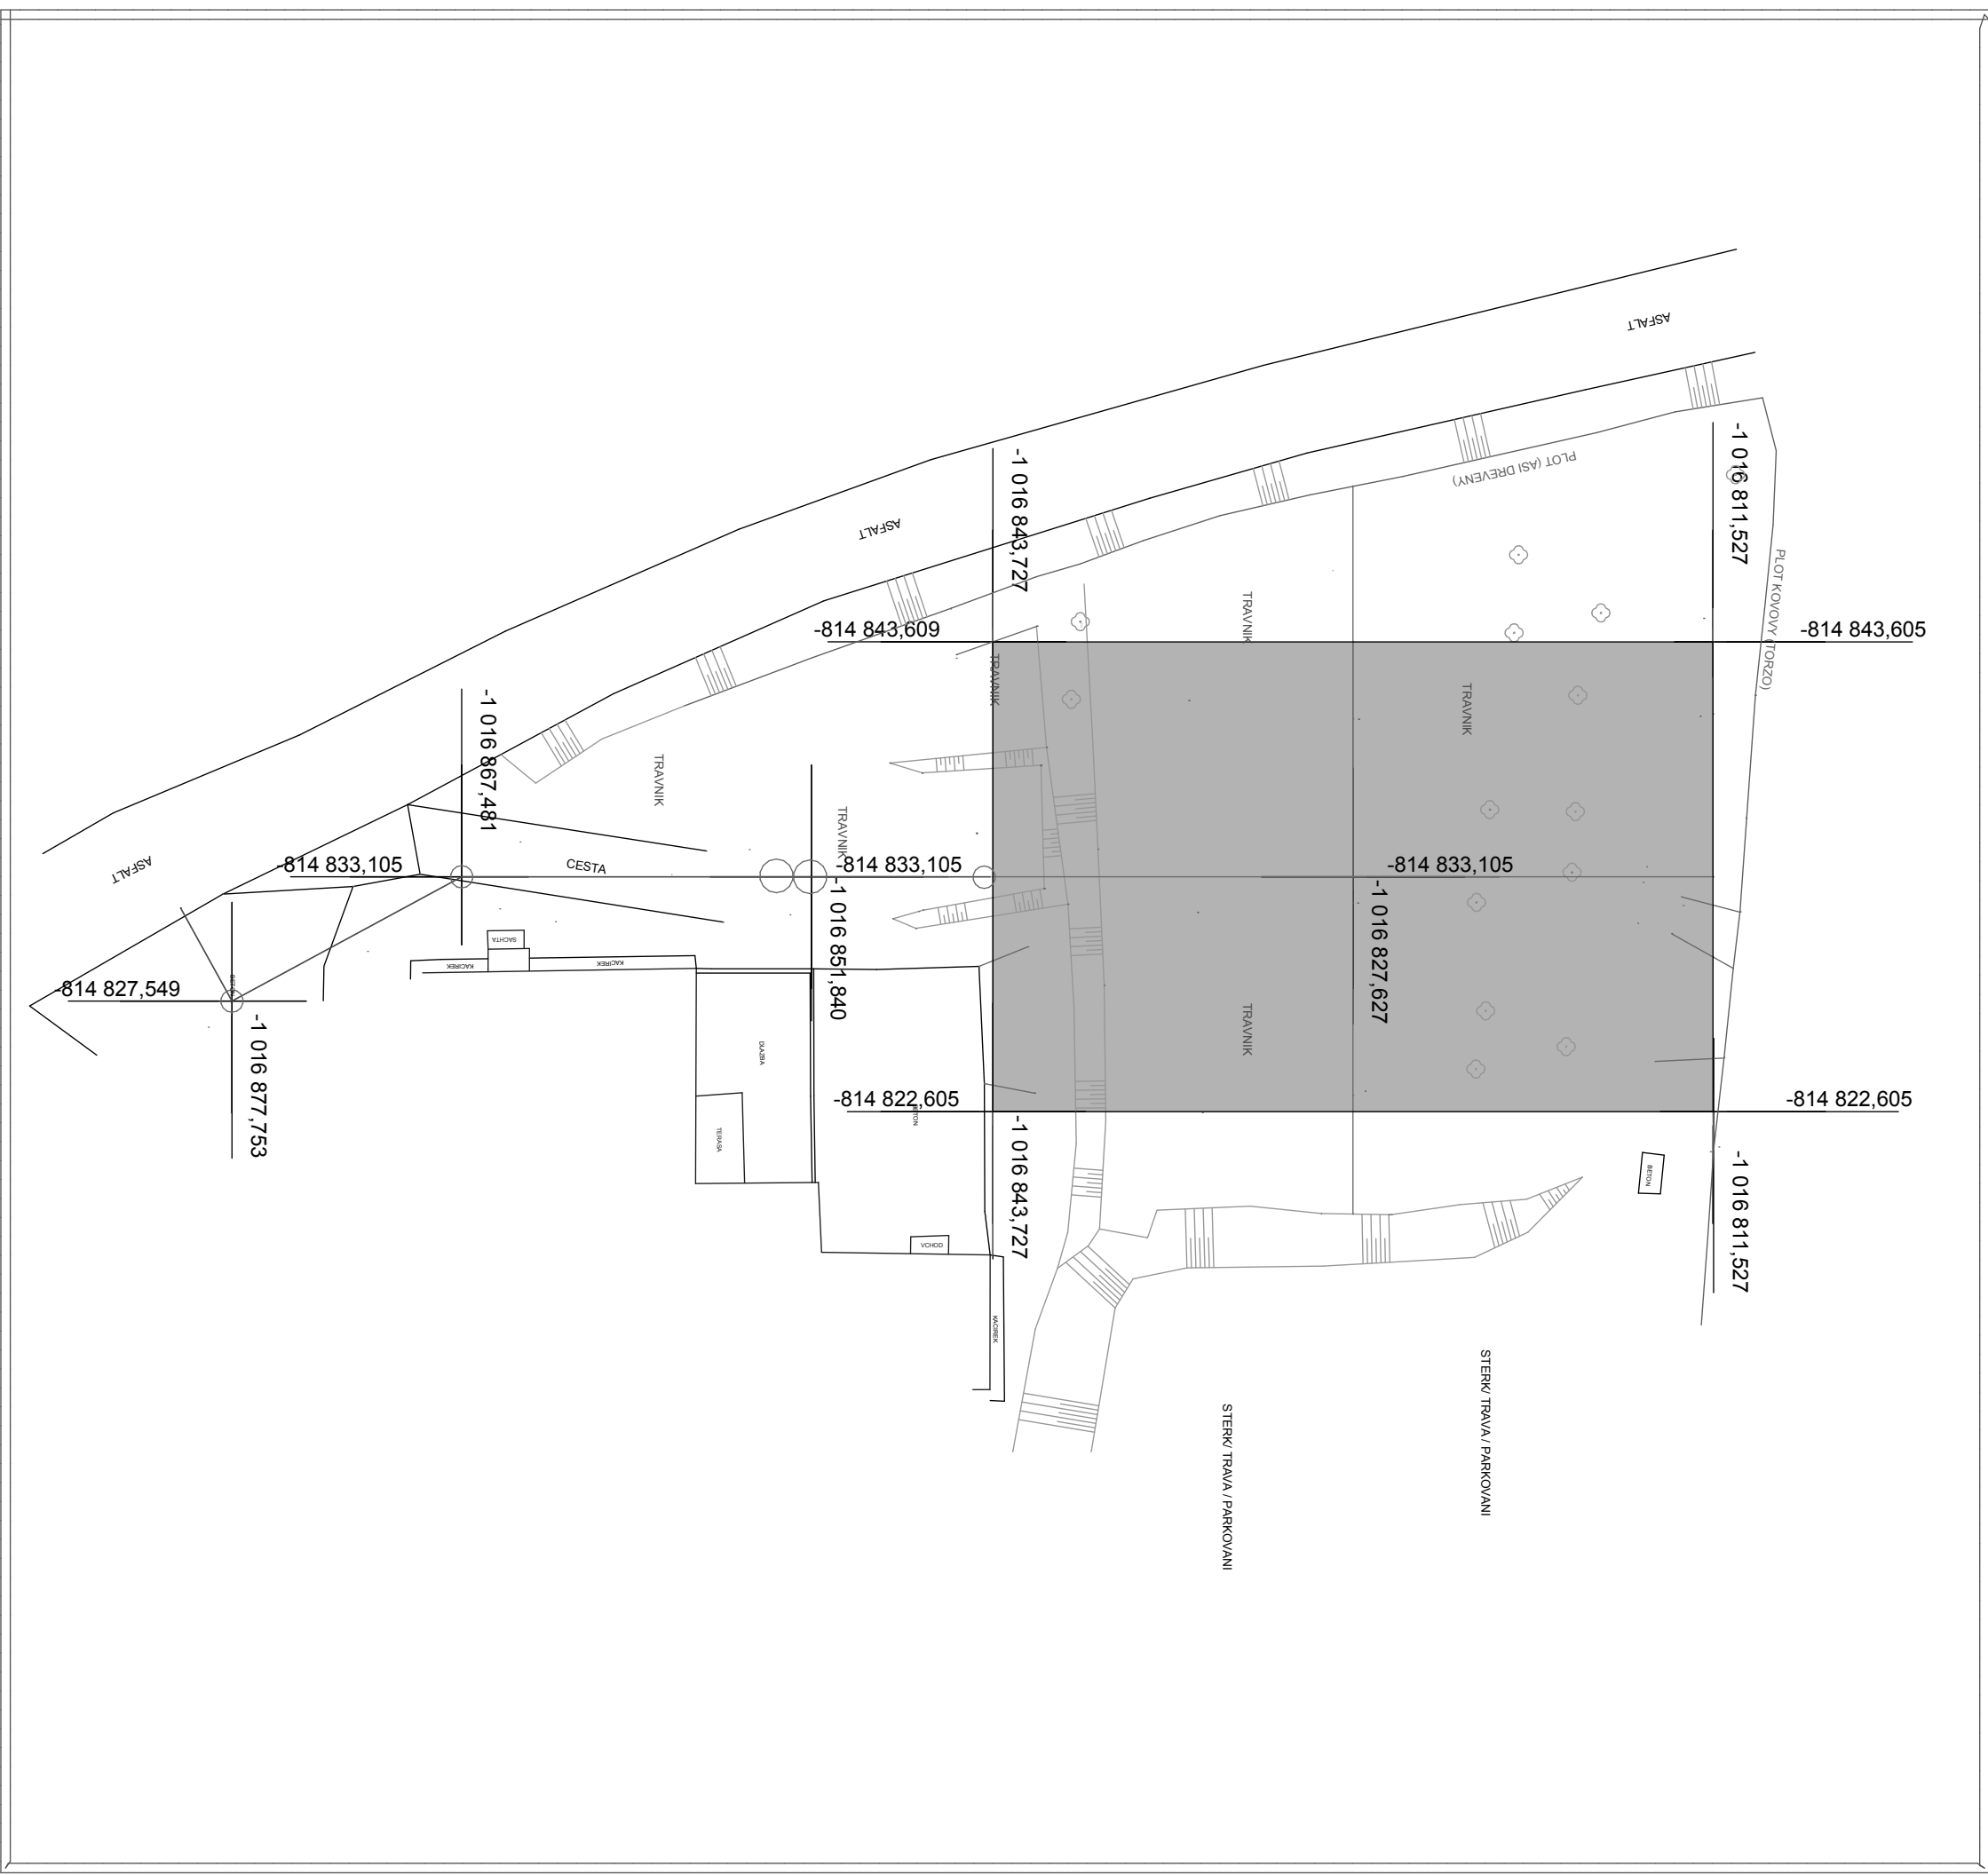 ASFALT
-1 016 811,527
-1 016 843,727
PLOT (ASI DREVENY)
ASFALT
PLOT KOVOVY (TORZO)
TRAVNIK
-814 843,609
-814 843,605
TRAVNIK
TRAVNIK
-1 016 867,481
TRAVNIK
TRAVNIK
ASFALT
-814 833,105
CESTA
-814 833,105
-814 833,105
-1 016 851,840
-1 016 827,627
SACHTA
KACIREK
KACIREK
BETON
-814 827,549
-1 016 877,753
TRAVNIK
DLAZBA
-814 822,605
-814 822,605
BETON
TERASA
-1 016 843,727
-1 016 811,527
BETON
VCHOD
KACIREK
STERK/ TRAVA / PARKOVANI
STERK/ TRAVA / PARKOVANI